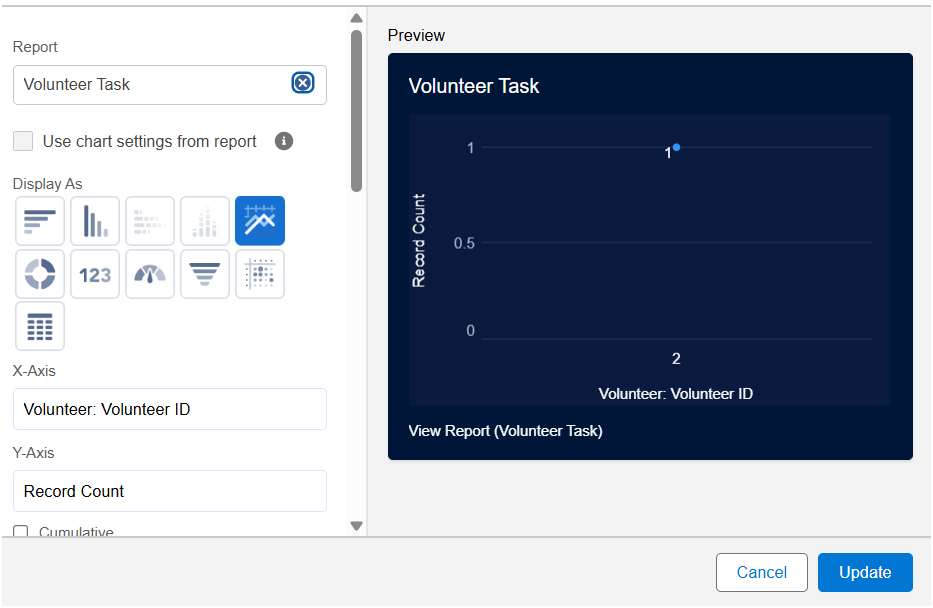 Report
Volunteer Task
Use chart settings from report
Display As
123
X-Axis
Volunteer: Volunteer ID
Y-Axis
Record Count
Cumulative
Preview
Volunteer Task
Record Count
1
0.5
0
1
2
Volunteer: Volunteer ID
View Report (Volunteer Task)
Cancel
Update